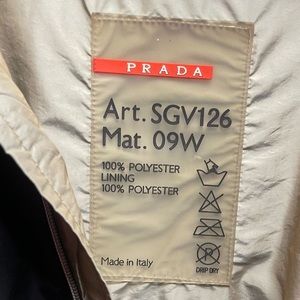 PRADA
Art. SGV126
Mat. 09W
100% POLYESTER
LINING
100% POLYESTER
Made in Italy
P
DRIP DRY